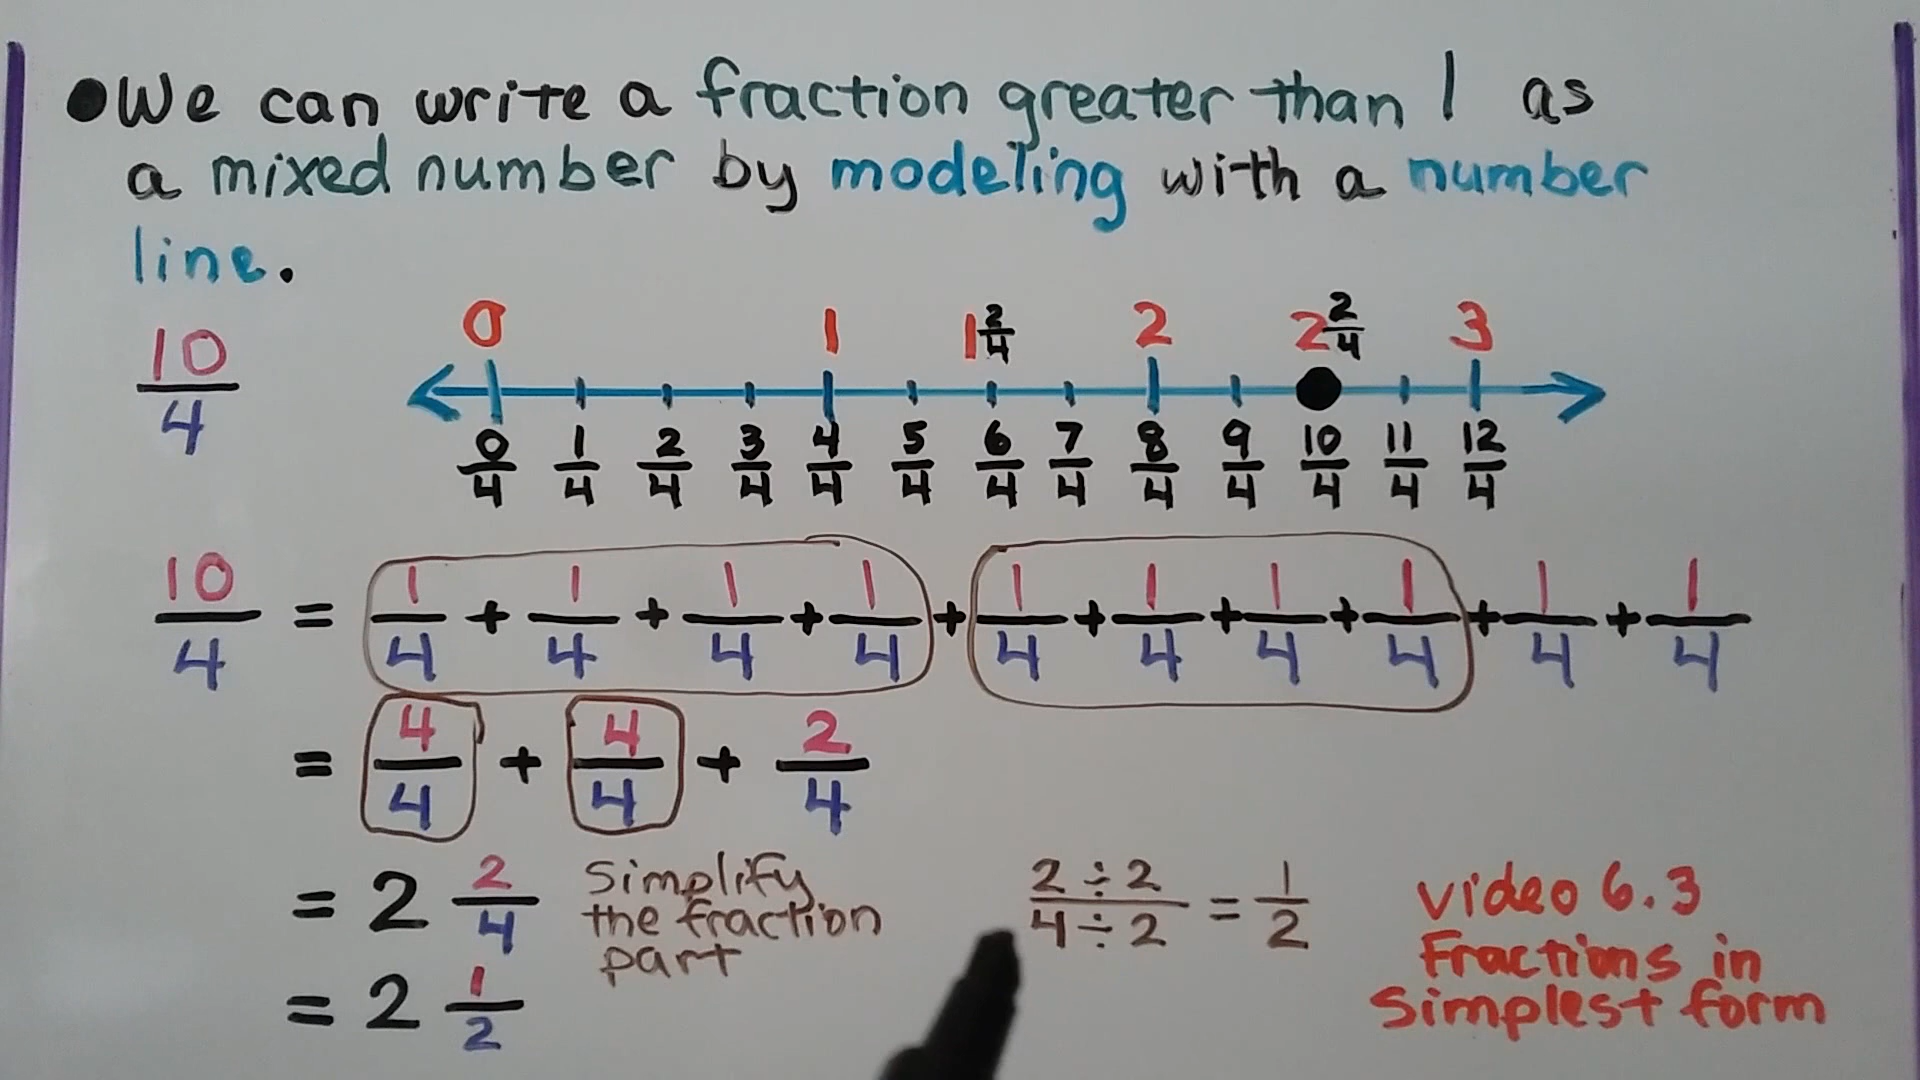 ●We can write a fraction greater than 1 as
a mixed number by modeling with a number
line.
10/4
0 1 1 2/4 2 2 2/4 3
0/4 1/4 2/4 3/4 4/4 5/4 6/4 7/4 8/4 9/4 10/4 11/4 12/4
10/4 = 1/4 + 1/4 + 1/4 + 1/4 + 1/4 + 1/4 + 1/4 + 1/4 + 1/4 + 1/4
= 4/4 + 4/4 + 2/4
= 2 2/4
Simplify
the fraction
part
2÷2/4÷2 = 1/2
= 2 1/2
video 6.3
Fractions in
Simplest form